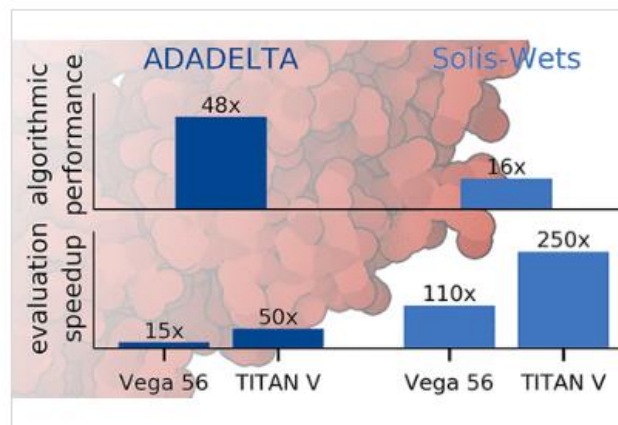 ADADELTA
Solis-Wets
algorithmic
performance
48x
16x
evaluation
speedup
15x
50x
110x
250x
Vega 56
TITAN V
Vega 56
TITAN V